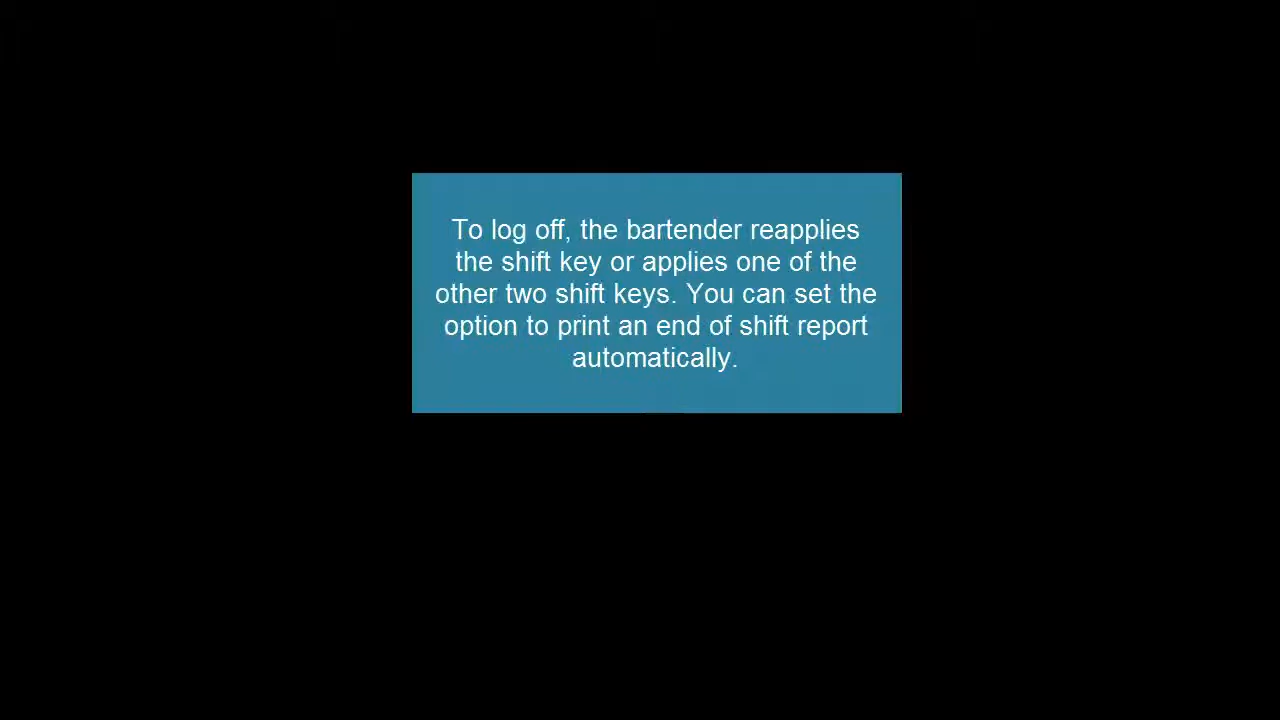 To log off, the bartender reapplies
the shift key or applies one of the
other two shift keys. You can set the
option to print an end of shift report
automatically.